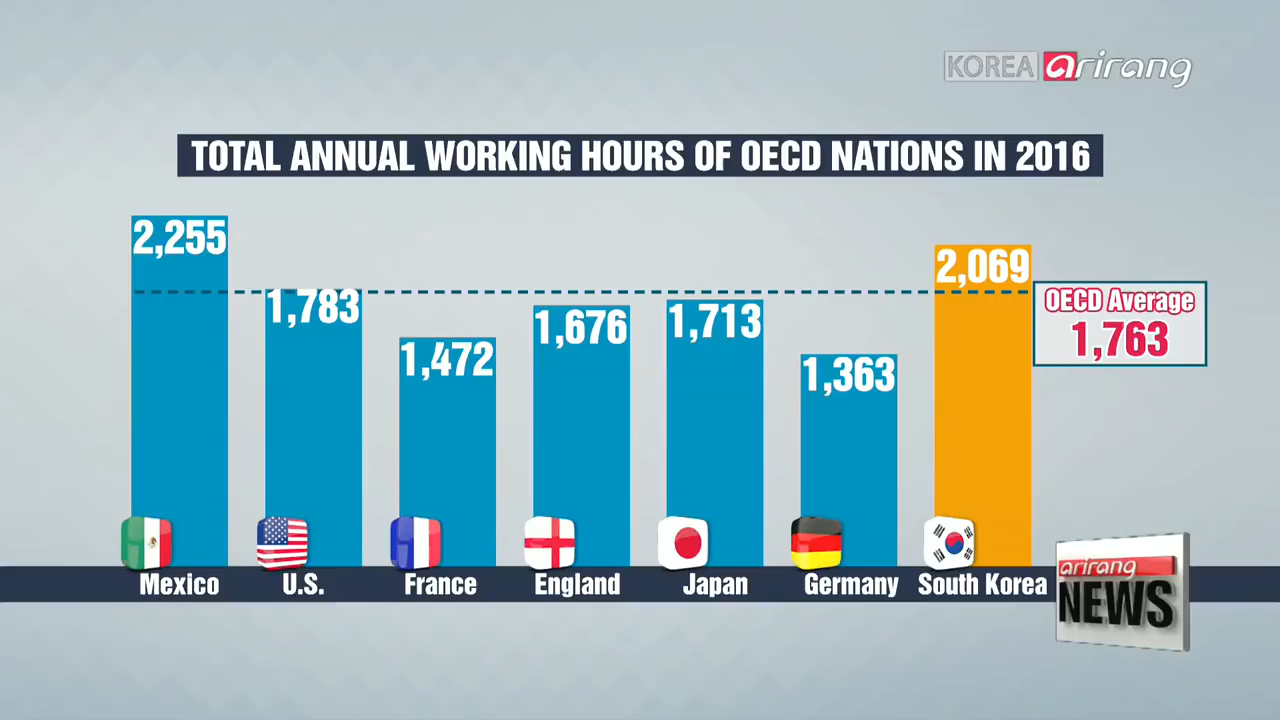 KOREA arirang
TOTAL ANNUAL WORKING HOURS OF OECD NATIONS IN 2016
2,255
1,783
1,472
1,676
1,713
1,363
2,069
OECD Average
1,763
Mexico
U.S.
France
England
Japan
Germany
South Korea
arirang
NEWS